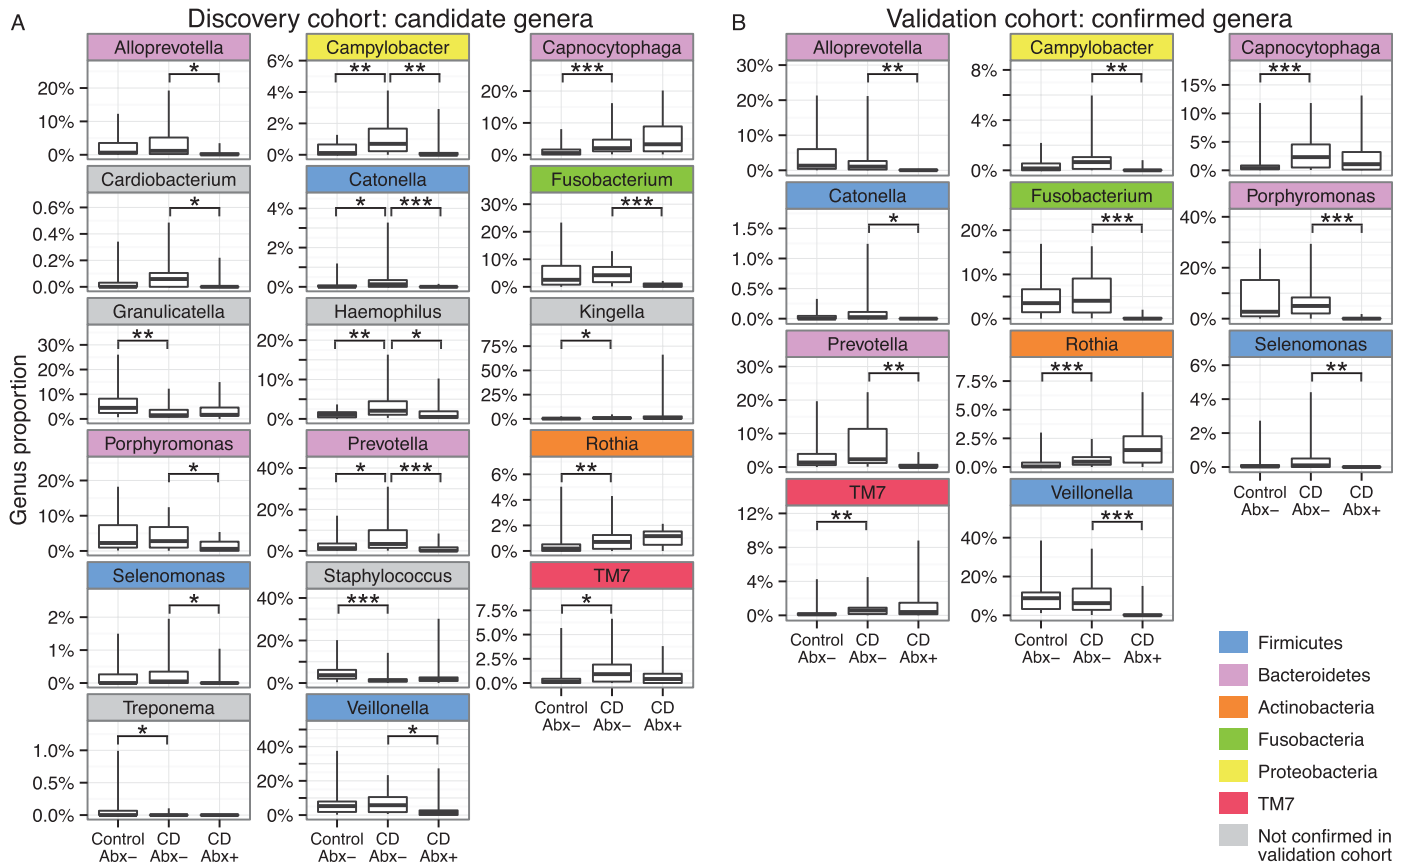 A
Discovery cohort: candidate genera
Genus proportion
Alloprevotella
*
20%
10%
0%
Campylobacter
** **
6%
4%
2%
0%
Capnocytophaga
***
20%
10%
0%
Cardiobacterium
*
0.6%
0.4%
0.2%
0.0%
Catonella
* ***
4%
2%
0%
Fusobacterium
***
30%
20%
10%
0%
Granulicatella
**
30%
20%
10%
0%
Haemophilus
** *
20%
10%
0%
Kingella
*
75%
50%
25%
0%
Porphyromonas
*
20%
10%
0%
Prevotella
* ***
40%
20%
0%
Rothia
**
6%
4%
2%
0%
Selenomonas
*
2%
1%
0%
Staphylococcus
***
40%
20%
0%
TM7
*
7.5%
5.0%
2.5%
0.0%
Control CD CD
Abx− Abx− Abx+
Treponema
*
1.0%
0.5%
0.0%
Control CD CD
Abx− Abx− Abx+
Veillonella
*
40%
20%
0%
Control CD CD
Abx− Abx− Abx+
B
Validation cohort: confirmed genera
Alloprevotella
**
30%
20%
10%
0%
Campylobacter
**
8%
4%
0%
Capnocytophaga
***
15%
10%
5%
0%
Catonella
*
1.5%
1.0%
0.5%
0.0%
Fusobacterium
***
20%
10%
0%
Porphyromonas
***
40%
20%
0%
Prevotella
**
30%
20%
10%
0%
Rothia
***
7.5%
5.0%
2.5%
0.0%
Selenomonas
**
6%
4%
2%
0%
Control CD CD
Abx− Abx− Abx+
TM7
**
12%
8%
4%
0%
Control CD CD
Abx− Abx− Abx+
Veillonella
***
40%
20%
0%
Control CD CD
Abx− Abx− Abx+
Firmicutes
Bacteroidetes
Actinobacteria
Fusobacteria
Proteobacteria
TM7
Not confirmed in
validation cohort